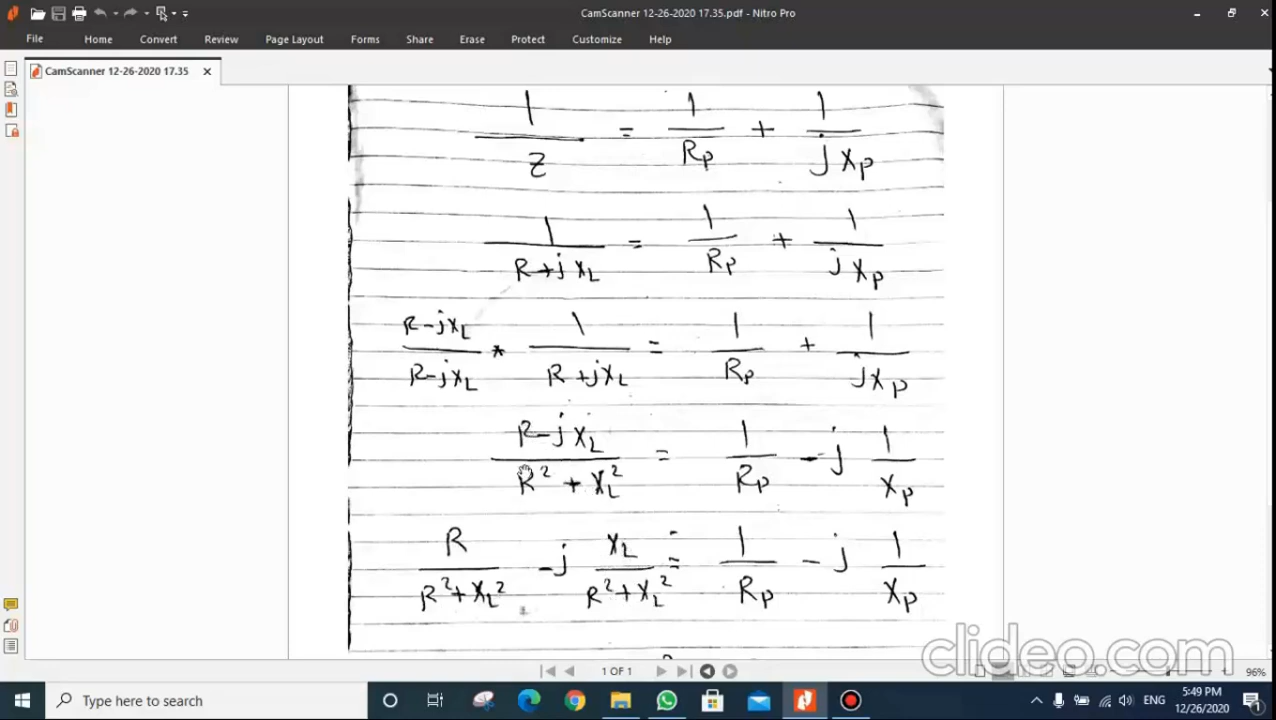 CamScanner 12-26-2020 17.35.pdf - Nitro Pro
File Home Convert Review Page Layout Forms Share Erase Protect Customize Help
CamScanner 12-26-2020 17.35
1/Z = 1/Rp + 1/jXp
1/(R+jXL) = 1/Rp + 1/jXp
(R-jXL)/(R-jXL) * 1/(R+jXL) = 1/Rp + 1/jXp
(R-jXL)/(R²+XL²) = 1/Rp - j 1/Xp
R/(R²+XL²) - j XL/(R²+XL²) = 1/Rp - j 1/Xp
clideo.com
1 OF 1
96%
Type here to search
ENG
5:49 PM
12/26/2020